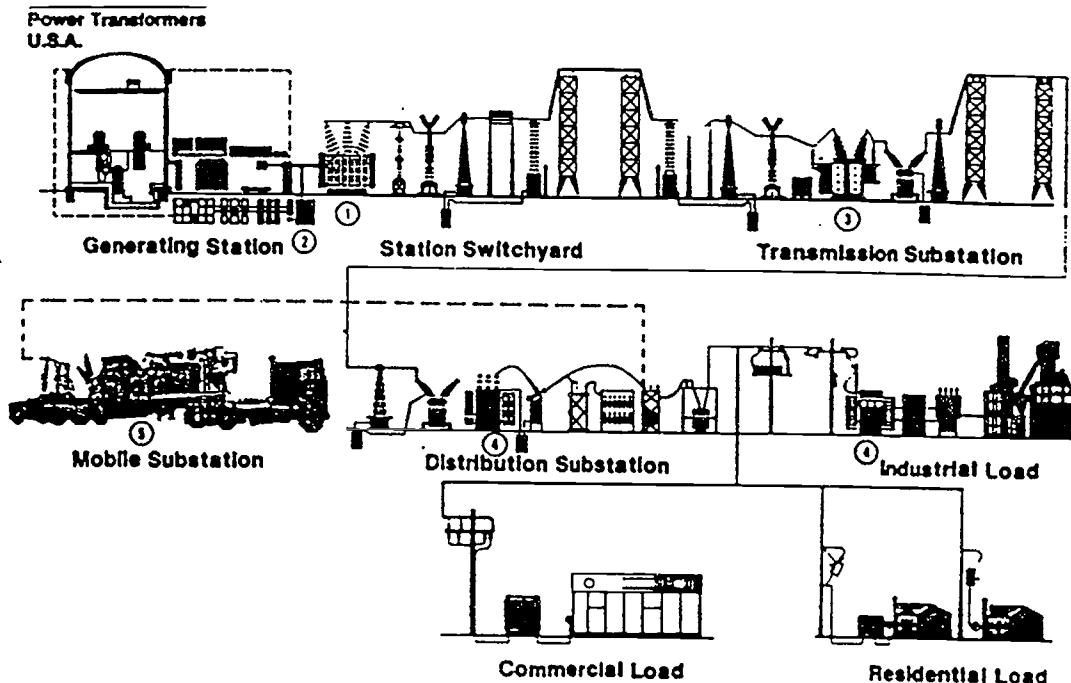 Power Transformers
U.S.A.
1
2
3
Generating Station
Station Switchyard
Transmission Substation
5
4
4
Mobile Substation
Distribution Substation
Industrial Load
Commercial Load
Residential Load